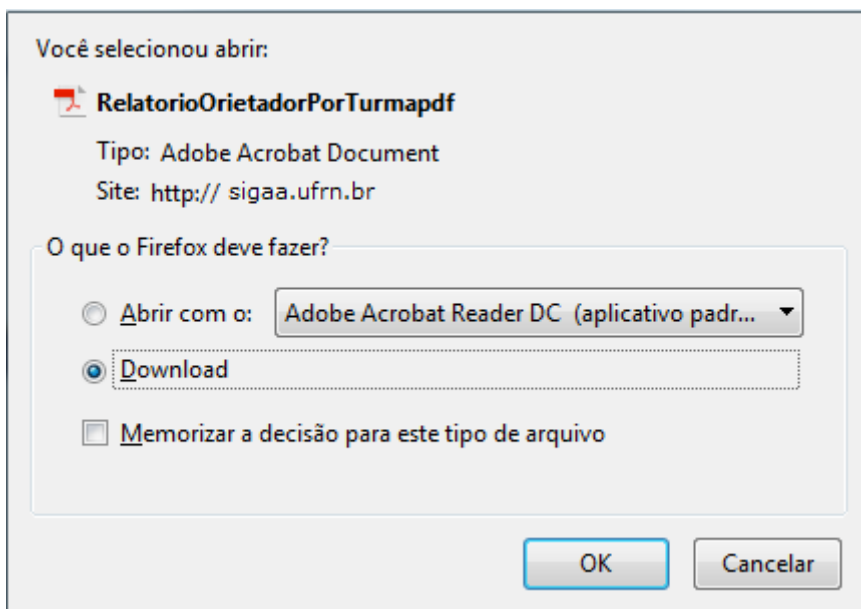 Você selecionou abrir:
RelatorioOrietadorPorTurmapdf
Tipo: Adobe Acrobat Document
Site: http:// sigaa.ufrn.br
O que o Firefox deve fazer?
Abrir com o: Adobe Acrobat Reader DC (aplicativo padr...
Download
Memorizar a decisão para este tipo de arquivo
OK Cancelar